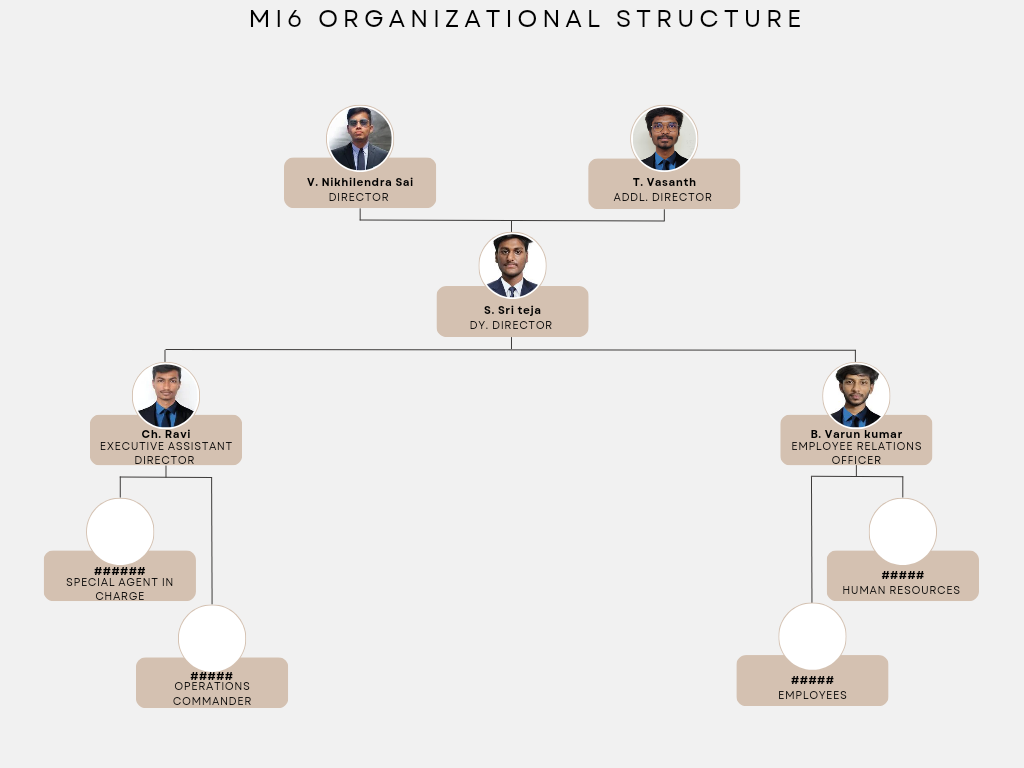 MI6 ORGANIZATIONAL STRUCTURE
V. Nikhilendra Sai
DIRECTOR
T. Vasanth
ADDL. DIRECTOR
S. Sri teja
DY. DIRECTOR
Ch. Ravi
EXECUTIVE ASSISTANT
DIRECTOR
B. Varun kumar
EMPLOYEE RELATIONS
OFFICER
######
SPECIAL AGENT IN
CHARGE
#####
HUMAN RESOURCES
#####
OPERATIONS
COMMANDER
#####
EMPLOYEES